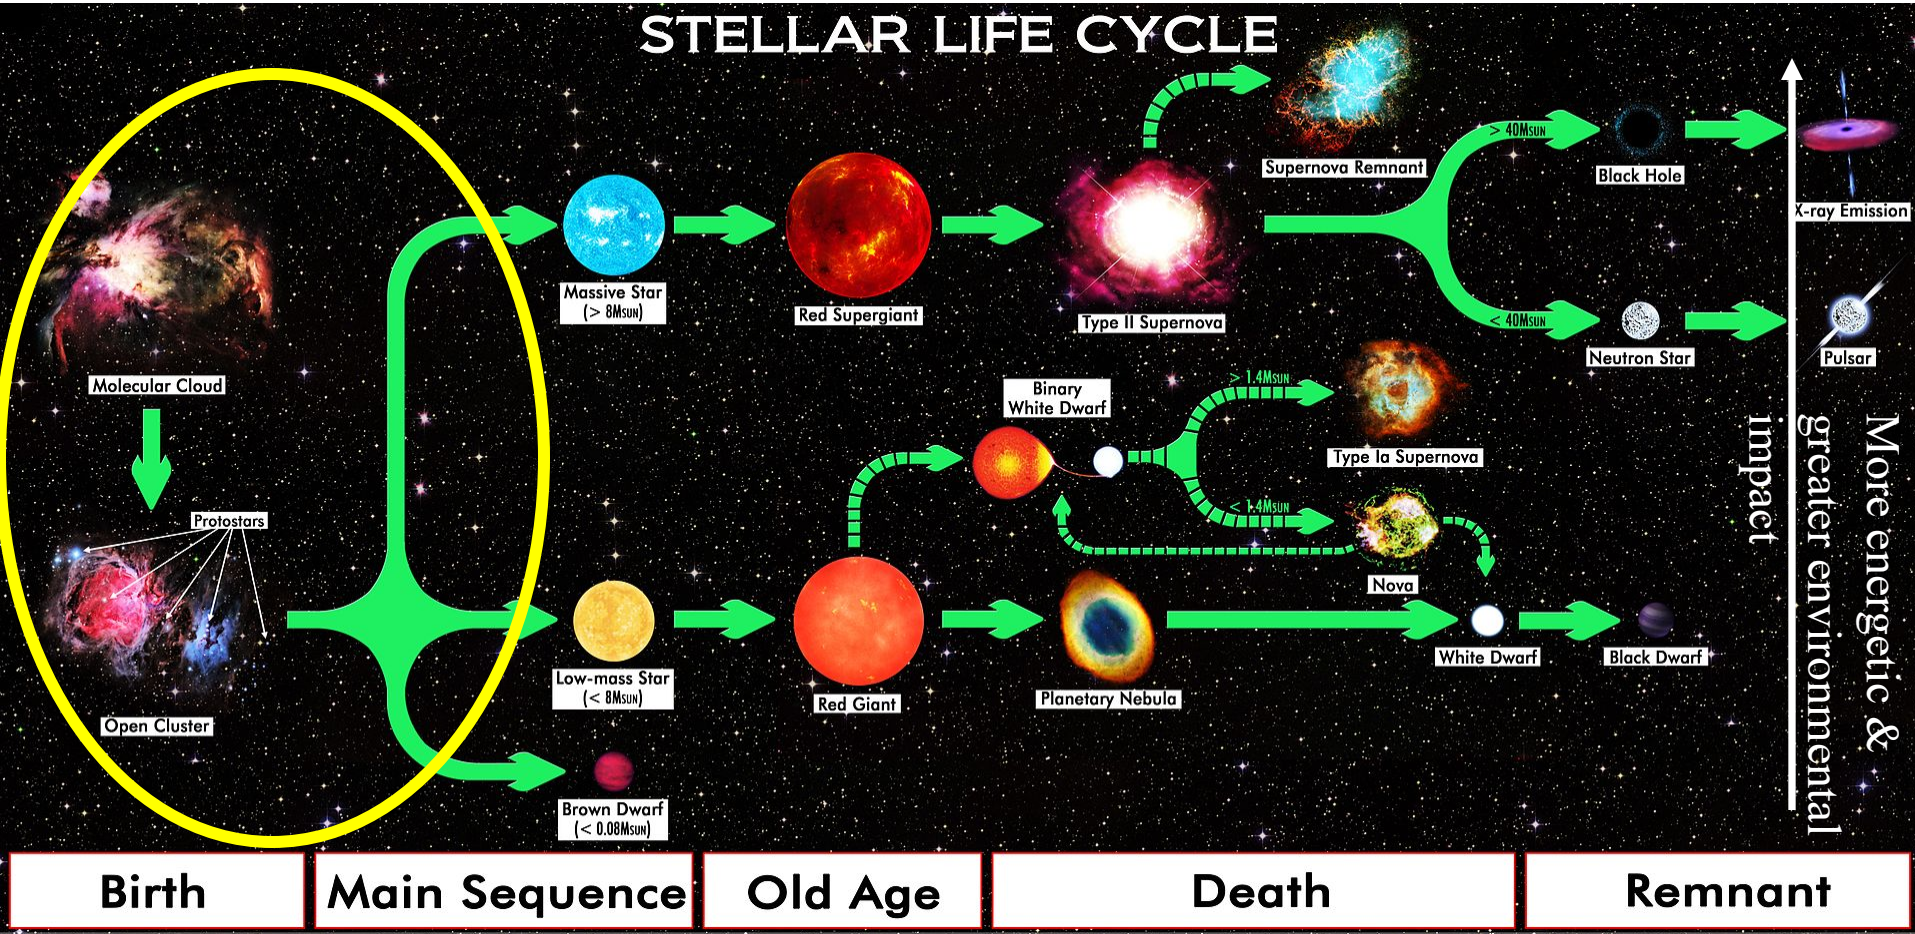 STELLAR LIFE CYCLE
Molecular Cloud
Protostars
Open Cluster
Massive Star
(> 8MSUN)
Red Supergiant
Type II Supernova
Supernova Remnant
> 40MSUN
Black Hole
X-ray Emission
< 40MSUN
Neutron Star
Pulsar
Low-mass Star
(< 8MSUN)
Red Giant
Binary
White Dwarf
> 1.4MSUN
Type Ia Supernova
< 1.4MSUN
Nova
Planetary Nebula
White Dwarf
Black Dwarf
Brown Dwarf
(< 0.08MSUN)
More energetic &
greater environmental
impact
Birth
Main Sequence
Old Age
Death
Remnant